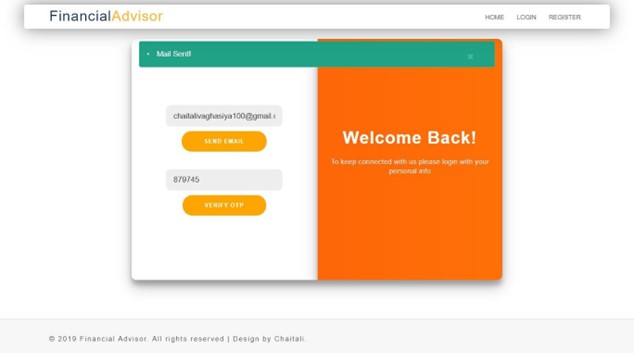 FinancialAdvisor
HOME LOGIN REGISTER
• Mail Sent!
×
chaitalivaghasiya100@gmail.c
SEND EMAIL
879745
VERIFY OTP
Welcome Back!
To keep connected with us please login with your
personal info
© 2019 Financial Advisor. All rights reserved | Design by Chaitali.